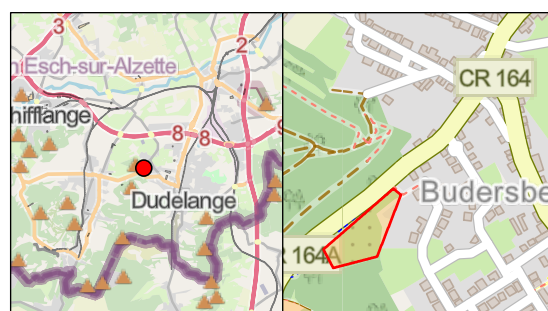 3
2
n Esch-sur-Alzette
hifflange
8
8
Dudelange
CR 164
Budersbe
R 164A